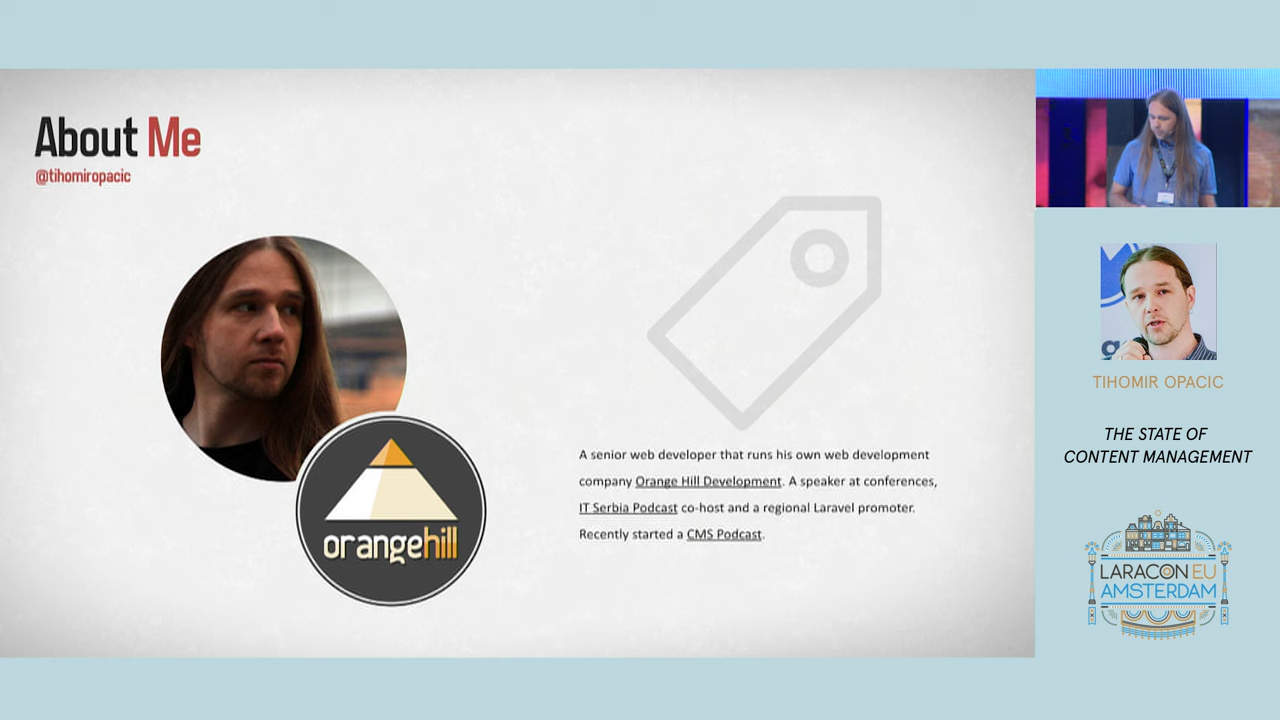 About Me
@tihomiropacic
orangehill
A senior web developer that runs his own web development
company Orange Hill Development. A speaker at conferences,
IT Serbia Podcast co-host and a regional Laravel promoter.
Recently started a CMS Podcast.
TIHOMIR OPACIC
THE STATE OF
CONTENT MANAGEMENT
LARACON EU
AMSTERDAM